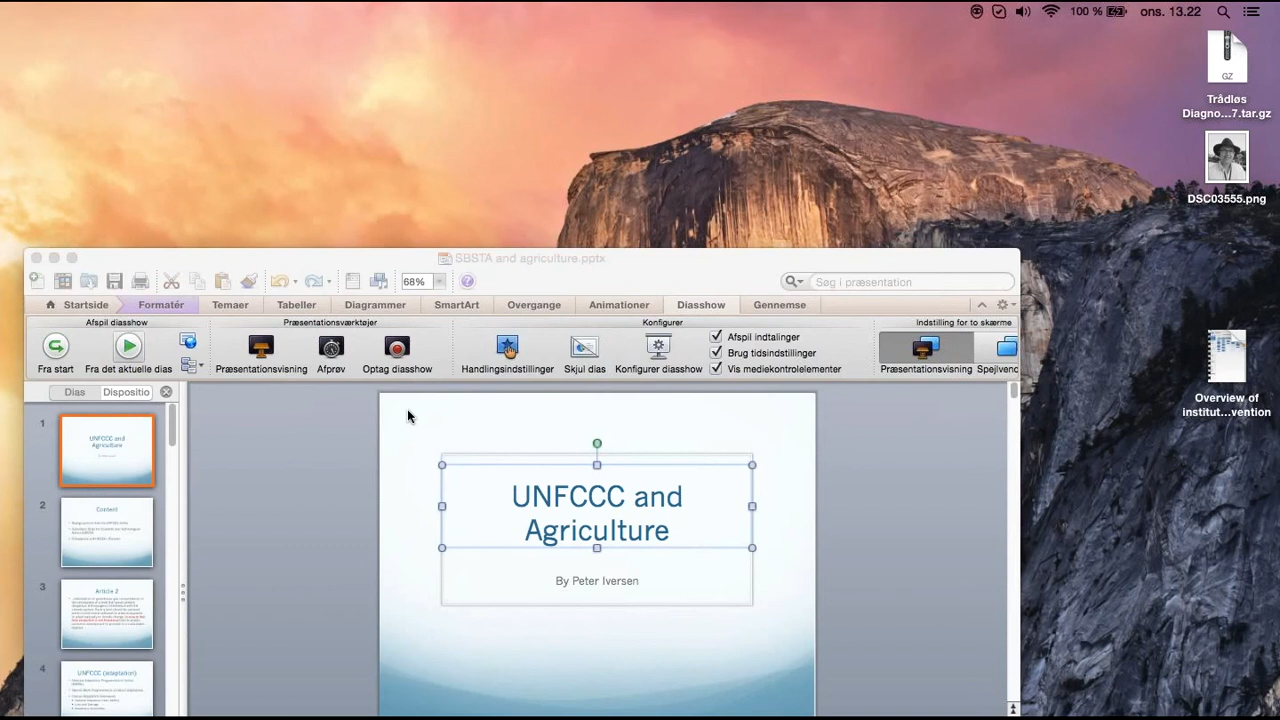 100 % ons. 13.22
GZ
Trådløs
Diagno...7.tar.gz
DSC03555.png
Overview of
institut...vention
SBSTA and agriculture.pptx
68%
Søg i præsentation
Startside Formatér Temaer Tabeller Diagrammer SmartArt Overgange Animationer Diasshow Gennemse
Afspil diasshow Præsentationsværktøjer Konfigurer Indstilling for to skærme
Afspil indtalinger
Brug tidsindstillinger
Vis mediekontrolelementer
Fra start Fra det aktuelle dias Præsentationsvisning Afprøv Optag diasshow Handlingsindstillinger Skjul dias Konfigurer diasshow Præsentationsvisning Spejlvend
Dias Dispositio
1
UNFCCC and
Agriculture
2
Content
3
Article 2
4
UNFCCC (adaptation)
UNFCCC and
Agriculture
By Peter Iversen